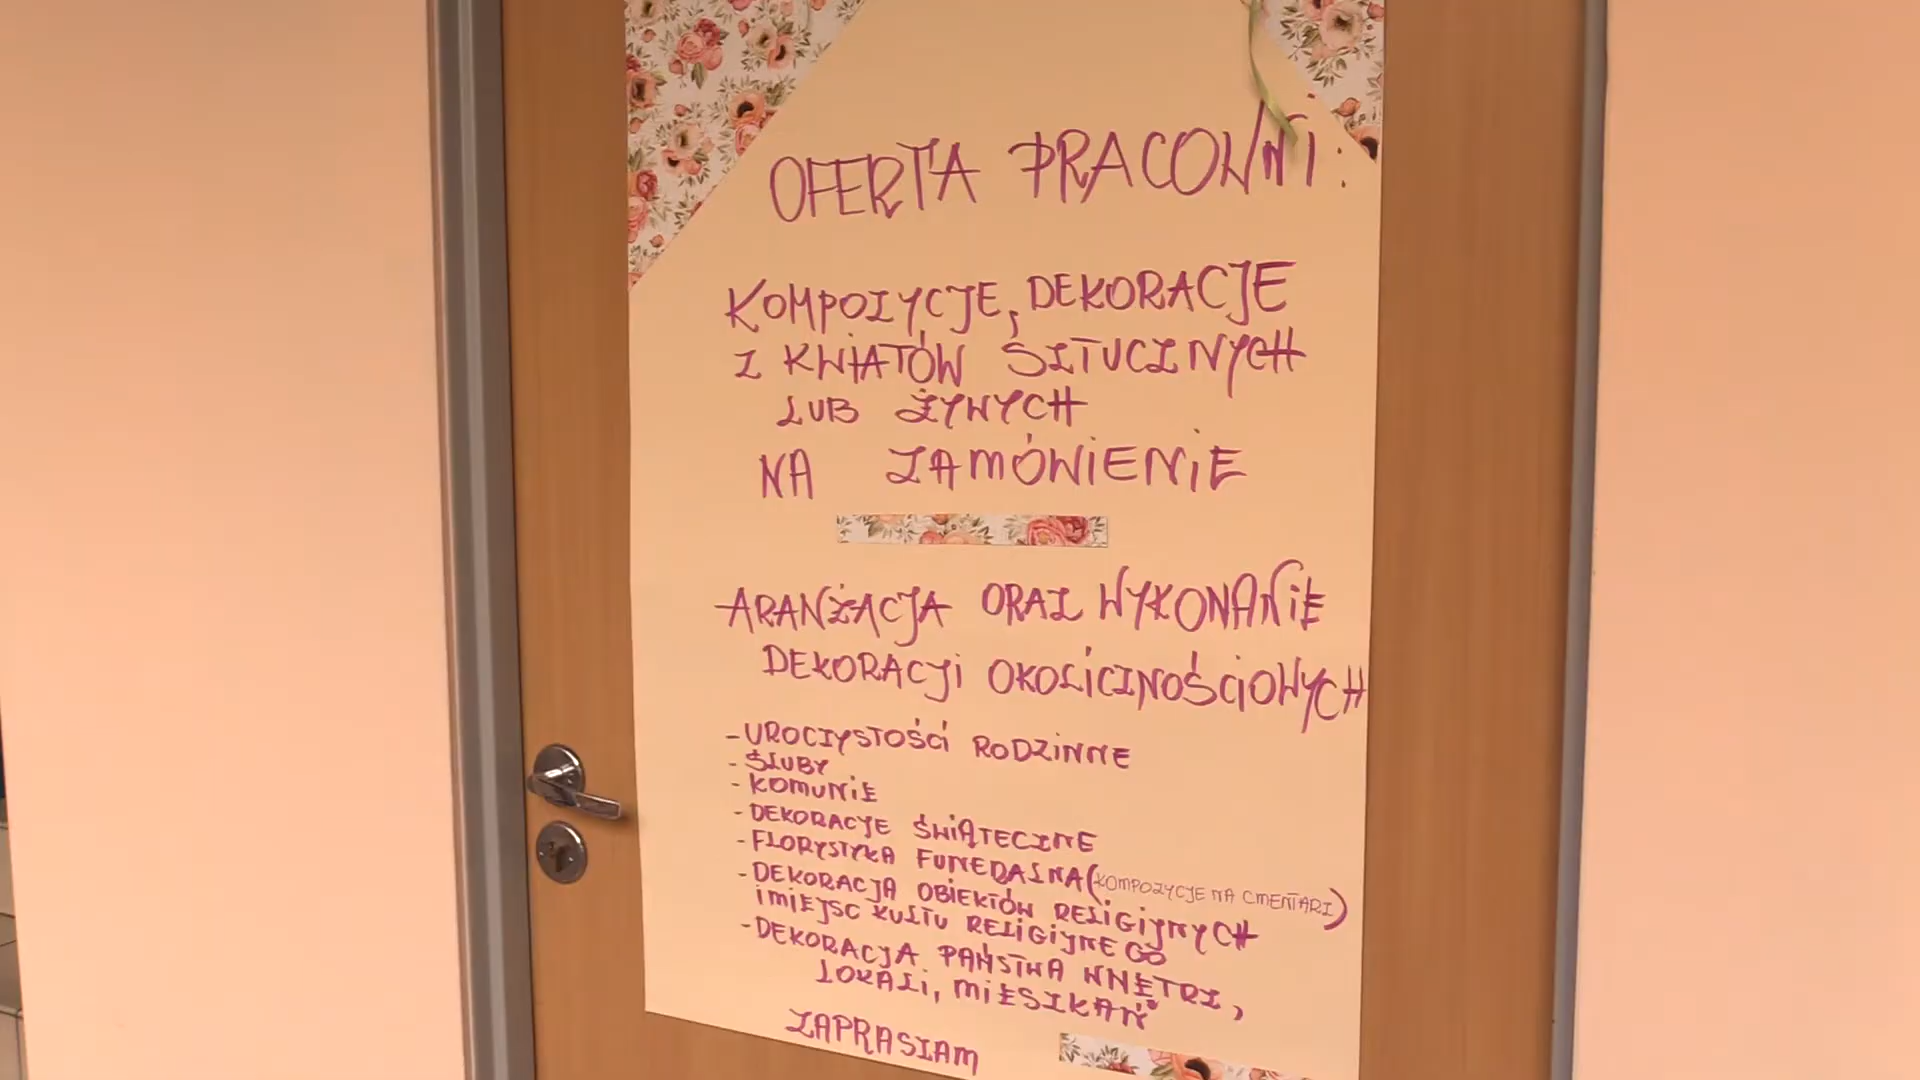 OFERTA PRACOWNI:
KOMPOZYCJE, DEKORACJE
Z KWIATÓW SZTUCZNYCH
LUB ŻYWYCH
NA ZAMÓWIENIE
ARANŻACJA ORAZ WYKONANIE
DEKORACJI OKOLICZNOŚCIOWYCH
- UROCZYSTOŚCI RODZINNE
- ŚLUBY
- KOMUNIE
- DEKORACJE ŚWIĄTECZNE
- FLORYSTYKA FUNERALNA (KOMPOZYCJE NA CMENTARZ)
- DEKORACJA OBIEKTÓW RELIGIJNYCH
I MIEJSC KULTU RELIGIJNEGO
- DEKORACJA PAŃSTWA WNĘTRZ,
LOKALI, MIESZKAŃ
ZAPRASZAM